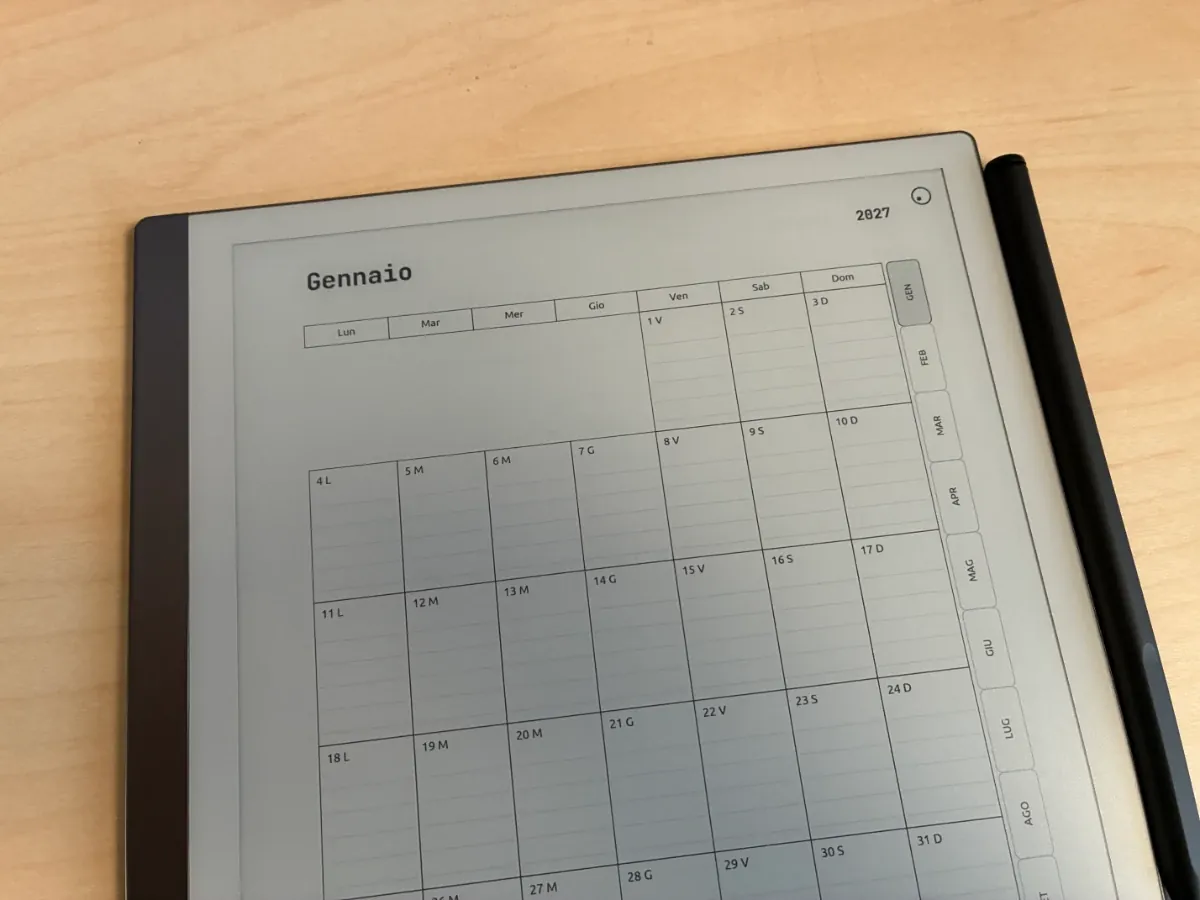 2027
Gennaio
Lun Mar Mer Gio Ven Sab Dom
1 V 2 S 3 D
4 L 5 M 6 M 7 G 8 V 9 S 10 D
11 L 12 M 13 M 14 G 15 V 16 S 17 D
18 L 19 M 20 M 21 G 22 V 23 S 24 D
26 M 27 M 28 G 29 V 30 S 31 D
GEN
FEB
MAR
APR
MAG
GIU
LUG
AGO